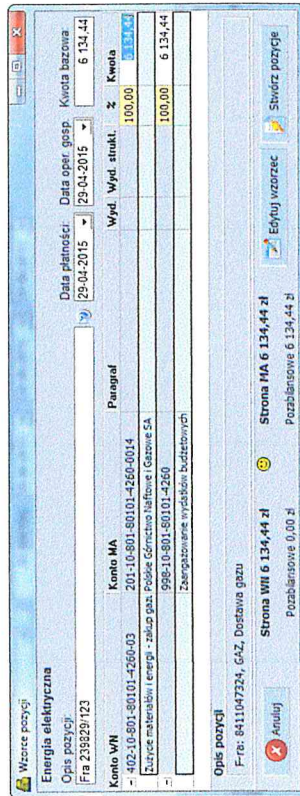 Wzorce pozycji
Energia elektryczna
Opis pozycji: Data płatności: Data oper. gosp. Kwota bazowa:
Fra 239829/123 29-04-2015 29-04-2015 6 134,44
Konto WN Konto MA Paragraf Wyd. Wyd. strukt. % Kwota
402-10-801-80101-4260-03 201-10-801-80101-4260-0014 100,00 6 134,44
Zużycie materiałów i energii - zakup gazu Polskie Górnictwo Naftowe i Gazowe SA
998-10-801-80101-4260 100,00 6 134,44
Zaangażowanie wydatków budżetowych
Opis pozycji
F-ra: 8411047324, GAZ, Dostawa gazu
Anuluj Strona WN 6 134,44 zł Strona MA 6 134,44 zł Edytuj wzorzec Stwórz pozycje
Pozabilansowe 0,00 zł Pozabilansowe 6 134,44 zł